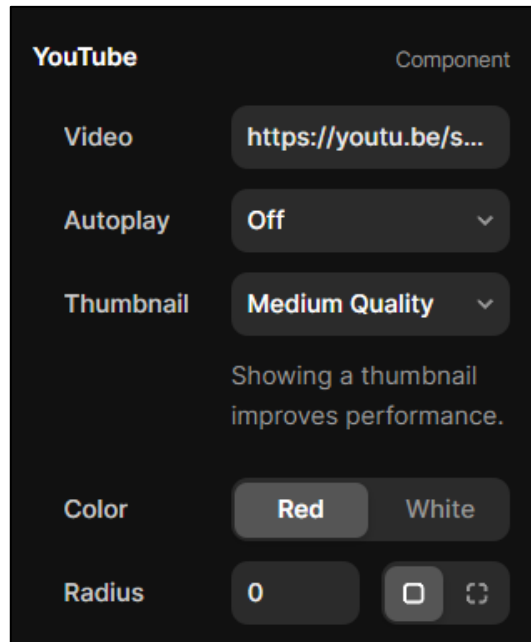 YouTube Component
Video https://youtu.be/s...
Autoplay Off
Thumbnail Medium Quality
Showing a thumbnail
improves performance.
Color Red White
Radius 0